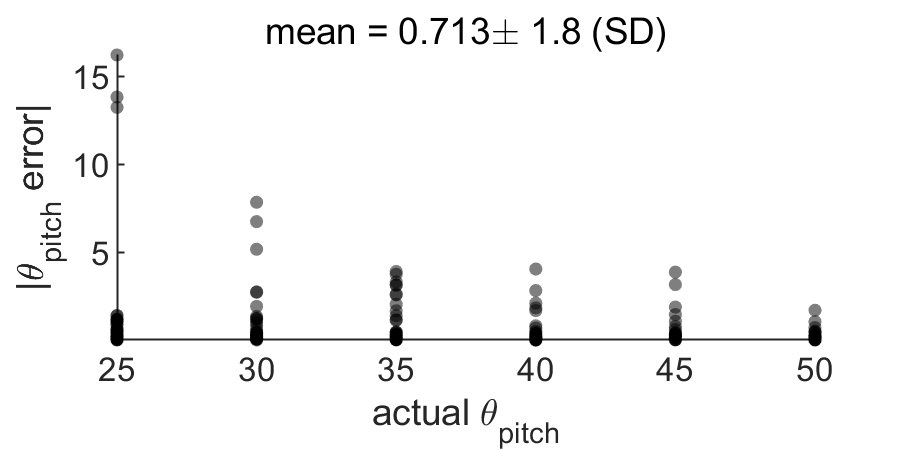 mean = 0.713± 1.8 (SD)
|θpitch error|
15
10
5
25 30 35 40 45 50
actual θpitch